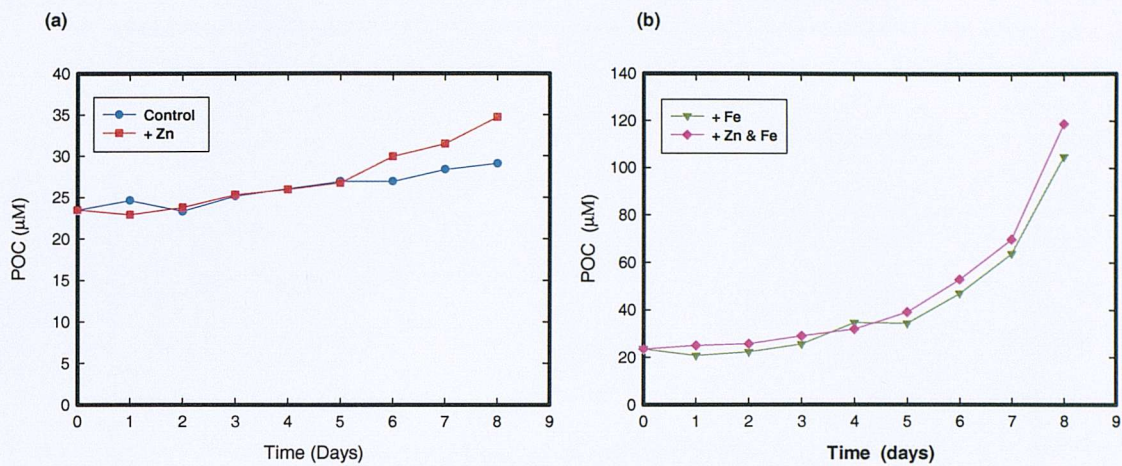 (a)
POC (µM)
40
35
30
25
20
15
10
5
0
Control
+ Zn
0 1 2 3 4 5 6 7 8 9
Time (Days)
(b)
POC (µM)
140
120
100
80
60
40
20
0
+ Fe
+ Zn & Fe
0 1 2 3 4 5 6 7 8 9
Time (days)